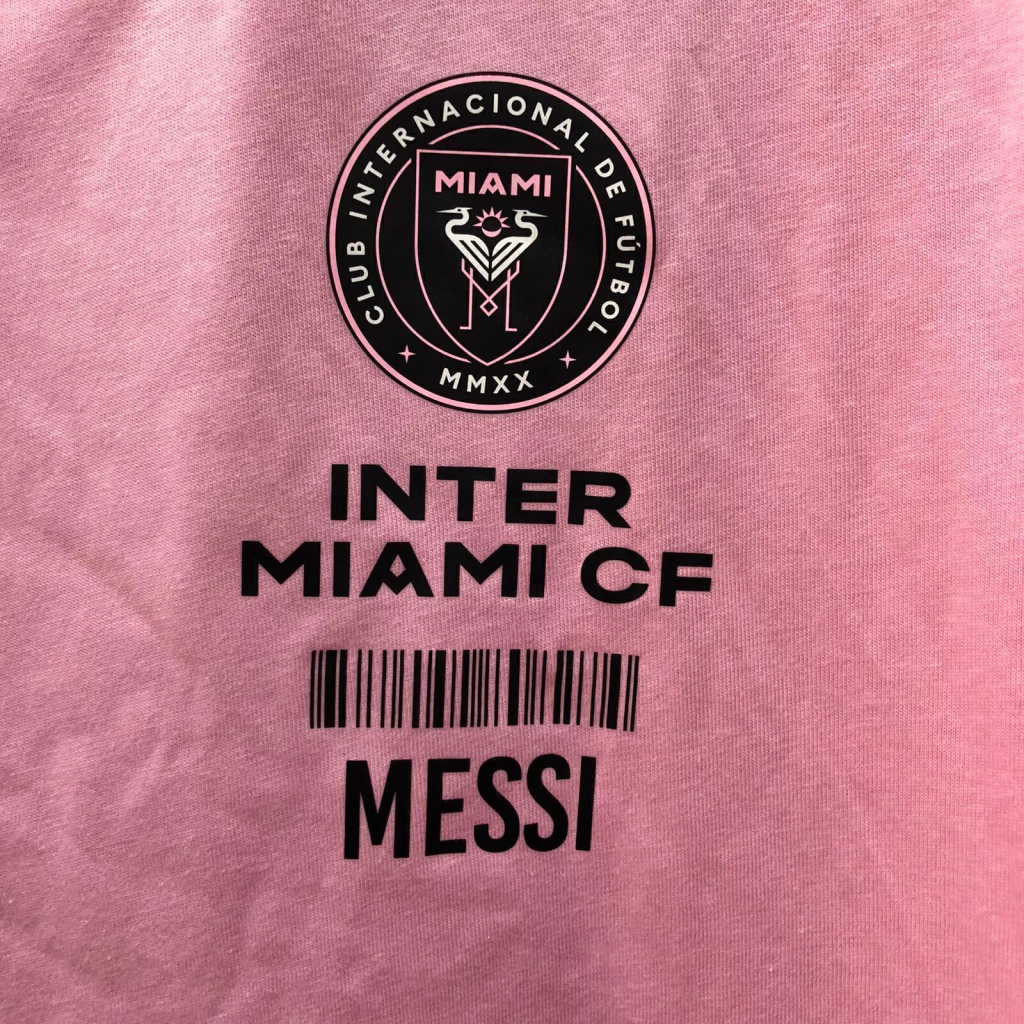 CLUB INTERNACIONAL DE FÚTBOL
MIAMI
MMXX
INTER
MIAMI CF
MESSI